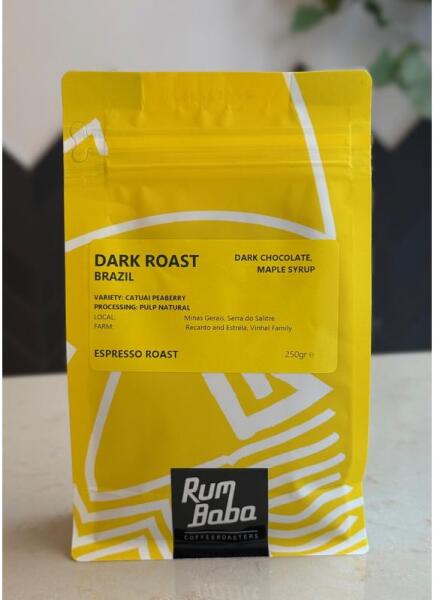 DARK ROAST
BRAZIL
DARK CHOCOLATE,
MAPLE SYRUP
VARIETY: CATUAI PEABERRY
PROCESSING: PULP NATURAL
LOCAL: Minas Gerais, Serra do Salitre
FARM: Recanto and Estrela, Vinhal Family
ESPRESSO ROAST 250gr ℮
Rum
Baba
COFFEEROASTERS